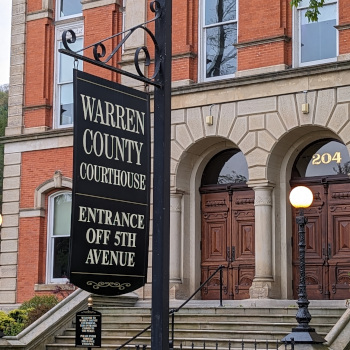 WARREN
COUNTY
COURTHOUSE
ENTRANCE
OFF 5TH
AVENUE
204